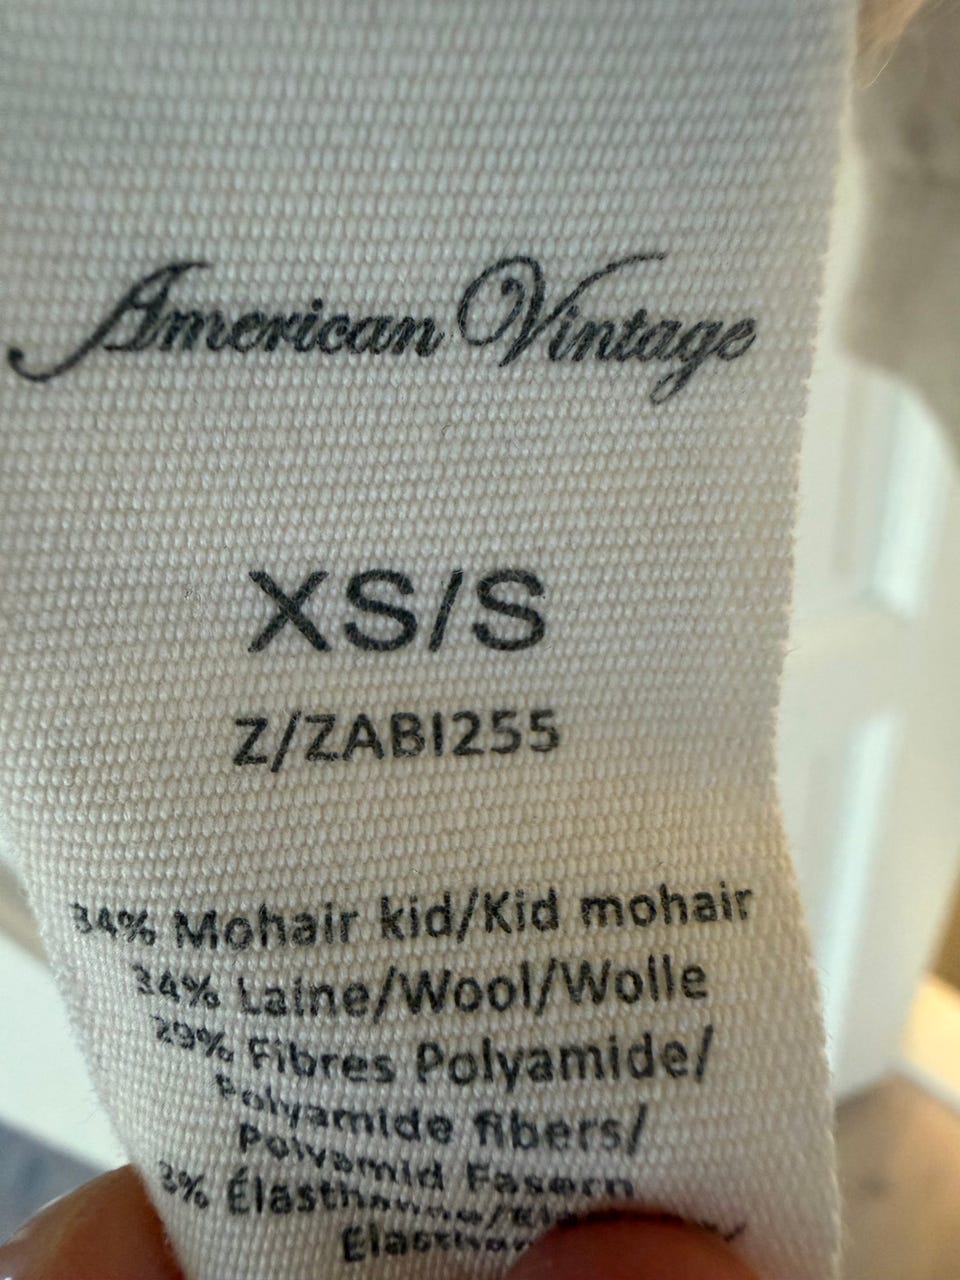 American Vintage
XS/S
Z/ZABI255
34% Mohair kid/Kid mohair
34% Laine/Wool/Wolle
29% Fibres Polyamide/
Polyamide fibers/
Polyamid Fasern
3% Élasthanne/